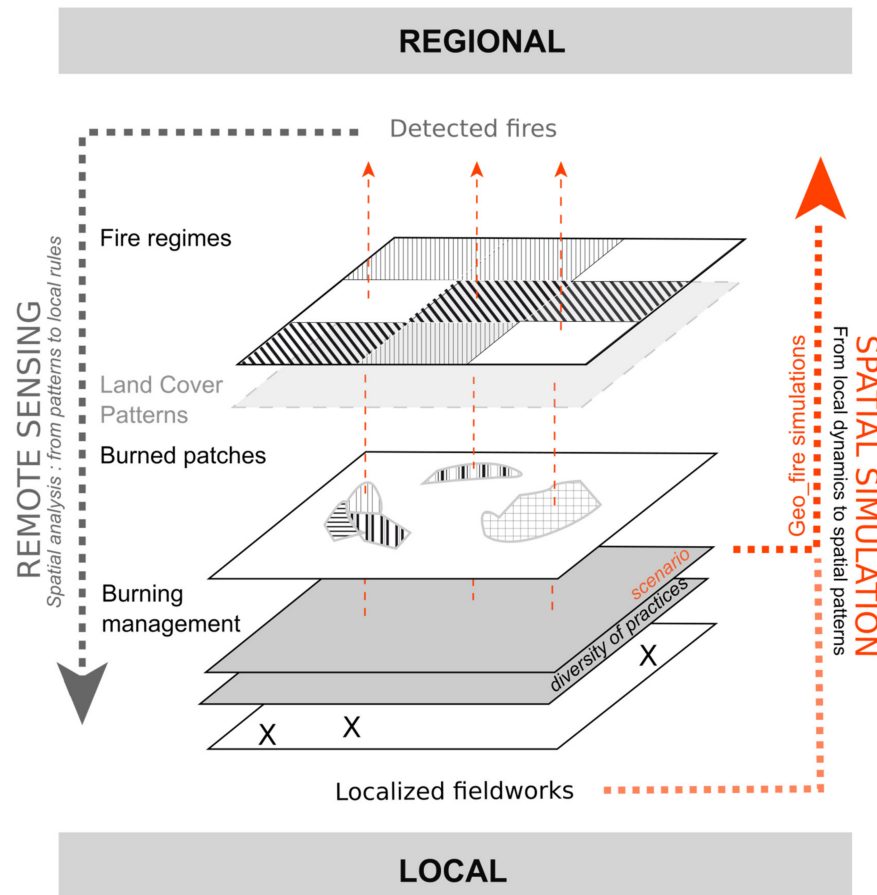 REGIONAL
Detected fires
Fire regimes
Land Cover
Patterns
Burned patches
Burning
management
scenario
diversity of practices
X
X
X
Localized fieldworks
REMOTE SENSING
Spatial analysis : from patterns to local rules
Geo_fire simulations
From local dynamics to spatial patterns
SPATIAL SIMULATION
LOCAL